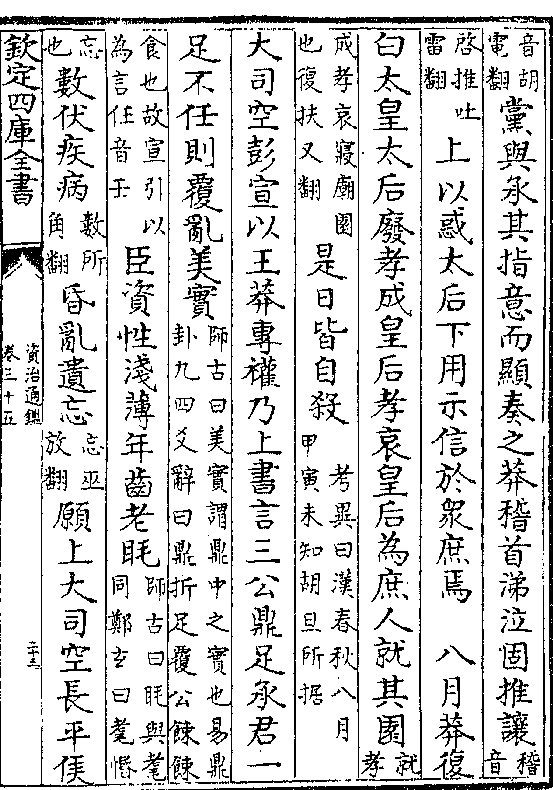 音胡電翻黨與承其指意而顯奏之莽稽首涕泣固推讓稽音
啓推吐雷翻上以惑太后下用示信於衆庶焉　八月莽復
白太皇太后廢孝成皇后孝哀皇后為庶人就其園就孝
成孝哀寢廟園也復扶又翻是日皆自殺考異曰漢春秋八月甲寅未知胡旦所据
大司空彭宣以王莽專權乃上書言三公鼎足承君一
足不任則覆亂美實師古曰美實謂鼎中之實也易鼎卦九四爻辭曰鼎折足覆公餗餗
食也故宣引以為言任音壬臣資性淺薄年齒老眊師古曰眊與耄同鄭玄曰耄惛
忘也數伏疾病數所角翻昏亂遺忘忘巫放翻願上大司空長平侯
欽定四庫全書
資治通鑑
卷三十五